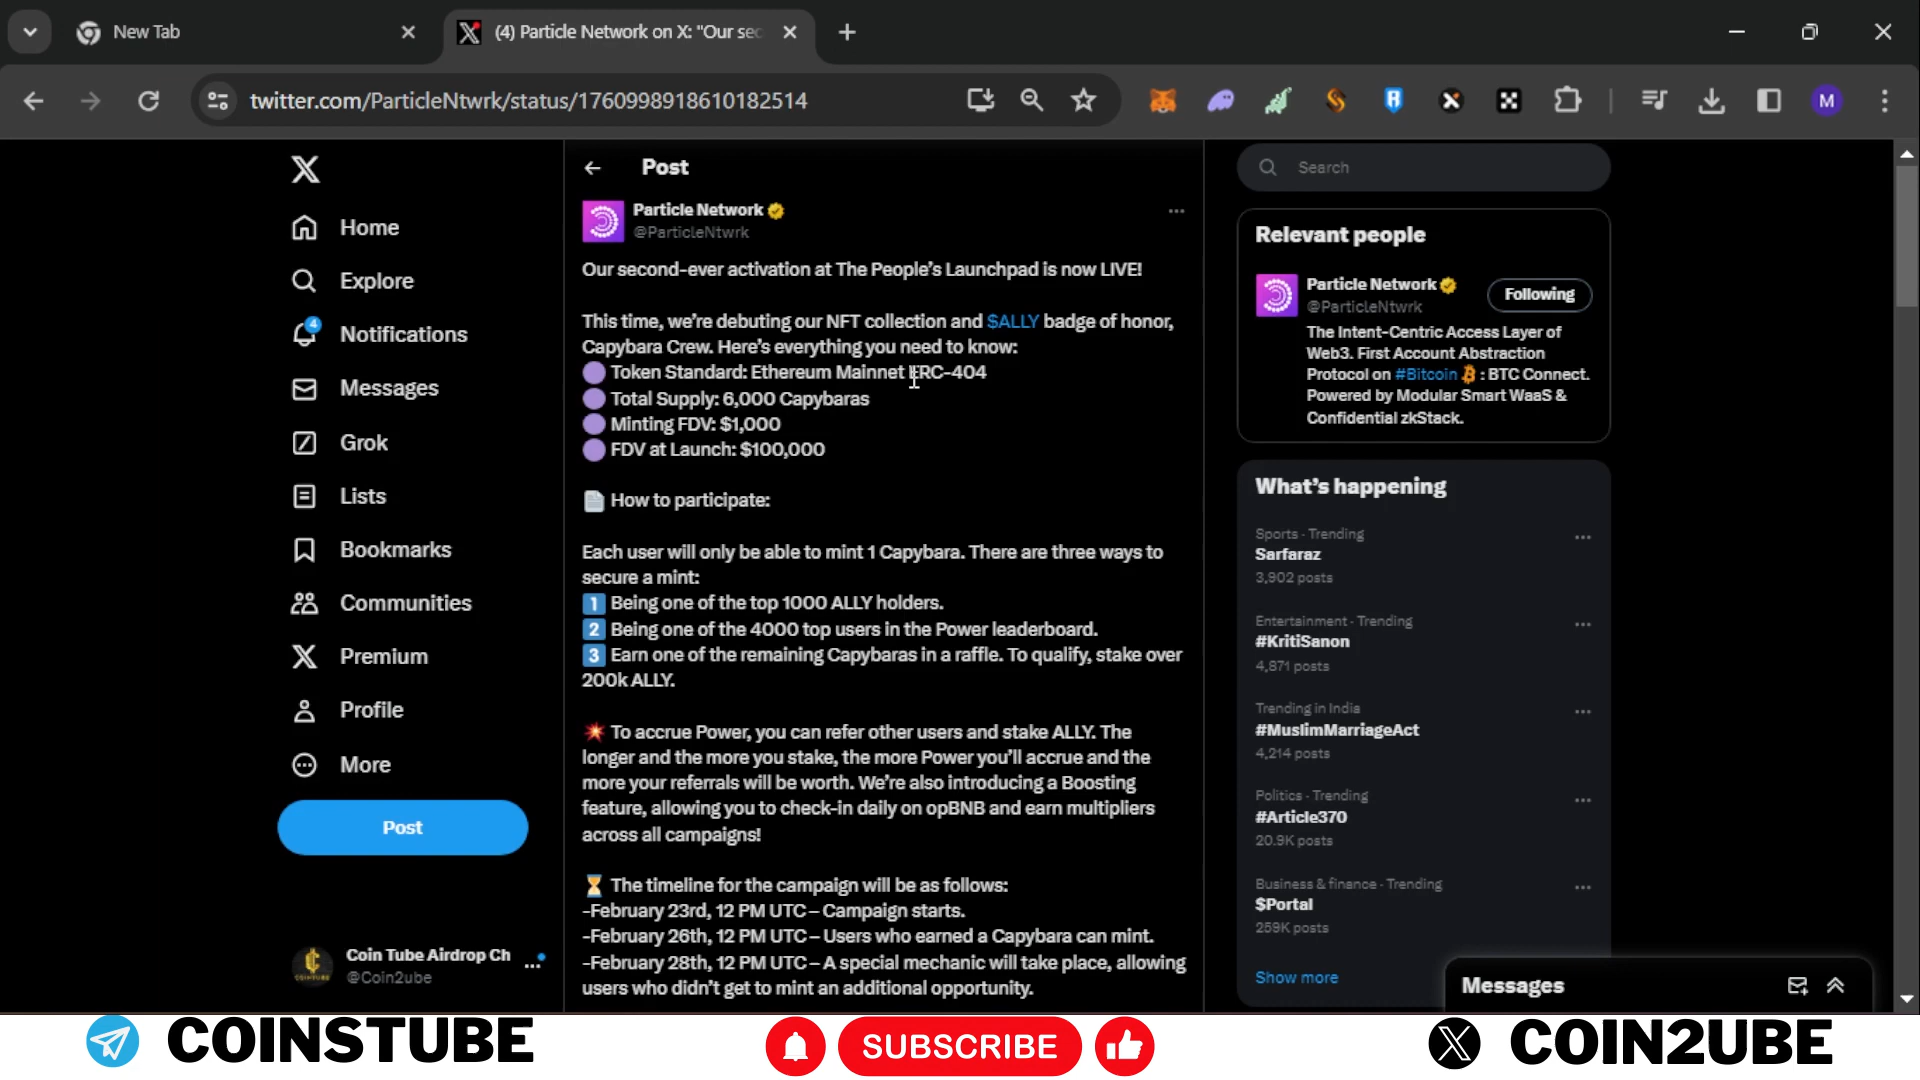 New Tab
(4) Particle Network on X: "Our sec
twitter.com/ParticleNtwrk/status/1760998918610182514
M
Home
Explore
4
Notifications
Messages
Grok
Lists
Bookmarks
Communities
Premium
Profile
More
Post
Coin Tube Airdrop Ch
@Coin2ube
Post
Particle Network
@ParticleNtwrk
Our second-ever activation at The People's Launchpad is now LIVE!
This time, we're debuting our NFT collection and $ALLY badge of honor,
Capybara Crew. Here's everything you need to know:
🟣 Token Standard: Ethereum Mainnet ERC-404
🟣 Total Supply: 6,000 Capybaras
🟣 Minting FDV: $1,000
🟣 FDV at Launch: $100,000
📄 How to participate:
Each user will only be able to mint 1 Capybara. There are three ways to
secure a mint:
1️⃣ Being one of the top 1000 ALLY holders.
2️⃣ Being one of the 4000 top users in the Power leaderboard.
3️⃣ Earn one of the remaining Capybaras in a raffle. To qualify, stake over
200k ALLY.
💥 To accrue Power, you can refer other users and stake ALLY. The
longer and the more you stake, the more Power you'll accrue and the
more your referrals will be worth. We're also introducing a Boosting
feature, allowing you to check-in daily on opBNB and earn multipliers
across all campaigns!
⏳ The timeline for the campaign will be as follows:
-February 23rd, 12 PM UTC – Campaign starts.
-February 26th, 12 PM UTC – Users who earned a Capybara can mint.
-February 28th, 12 PM UTC – A special mechanic will take place, allowing
users who didn't get to mint an additional opportunity.
Search
Relevant people
Particle Network
@ParticleNtwrk
Following
The Intent-Centric Access Layer of
Web3. First Account Abstraction
Protocol on #Bitcoin : BTC Connect.
Powered by Modular Smart WaaS &
Confidential zkStack.
What's happening
Sports · Trending
Sarfaraz
3,902 posts
Entertainment · Trending
#KritiSanon
4,871 posts
Trending in India
#MuslimMarriageAct
4,214 posts
Politics · Trending
#Article370
20.9K posts
Business & finance · Trending
$Portal
259K posts
Show more
Messages
COINSTUBE
SUBSCRIBE
COIN2UBE